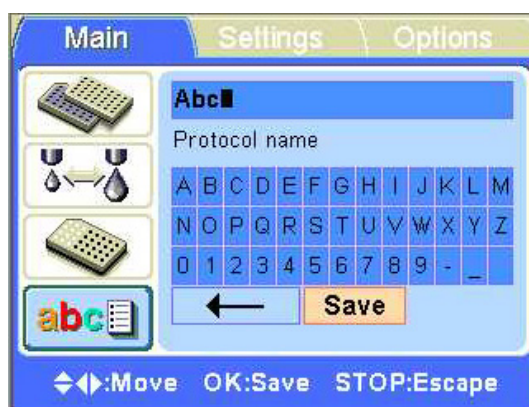 Main Settings Options
Abc
Protocol name
A B C D E F G H I J K L M
N O P Q R S T U V W X Y Z
0 1 2 3 4 5 6 7 8 9 - _
abc
← Save
:Move OK:Save STOP:Escape